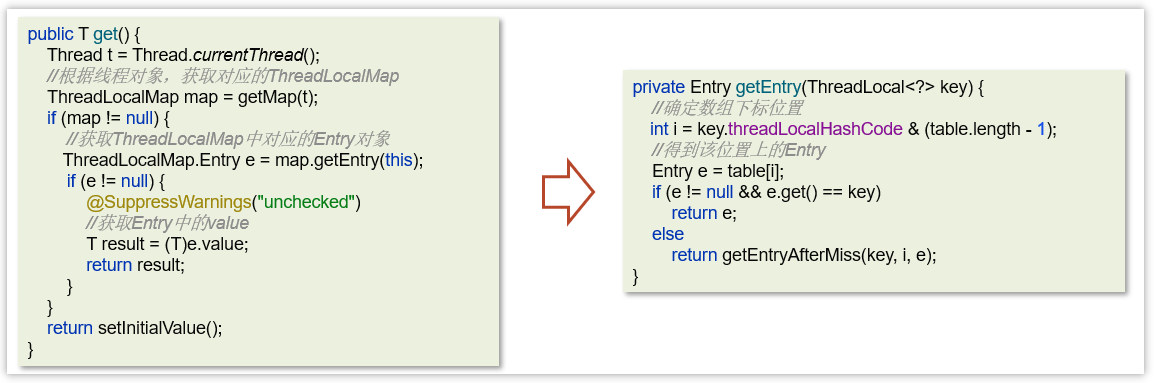 public T get() {
Thread t = Thread.currentThread();
//根据线程对象，获取对应的ThreadLocalMap
ThreadLocalMap map = getMap(t);
if (map != null) {
//获取ThreadLocalMap中对应的Entry对象
ThreadLocalMap.Entry e = map.getEntry(this);
if (e != null) {
@SuppressWarnings("unchecked")
//获取Entry中的value
T result = (T)e.value;
return result;
}
}
return setInitialValue();
}
private Entry getEntry(ThreadLocal<?> key) {
//确定数组下标位置
int i = key.threadLocalHashCode & (table.length - 1);
//得到该位置上的Entry
Entry e = table[i];
if (e != null && e.get() == key)
return e;
else
return getEntryAfterMiss(key, i, e);
}